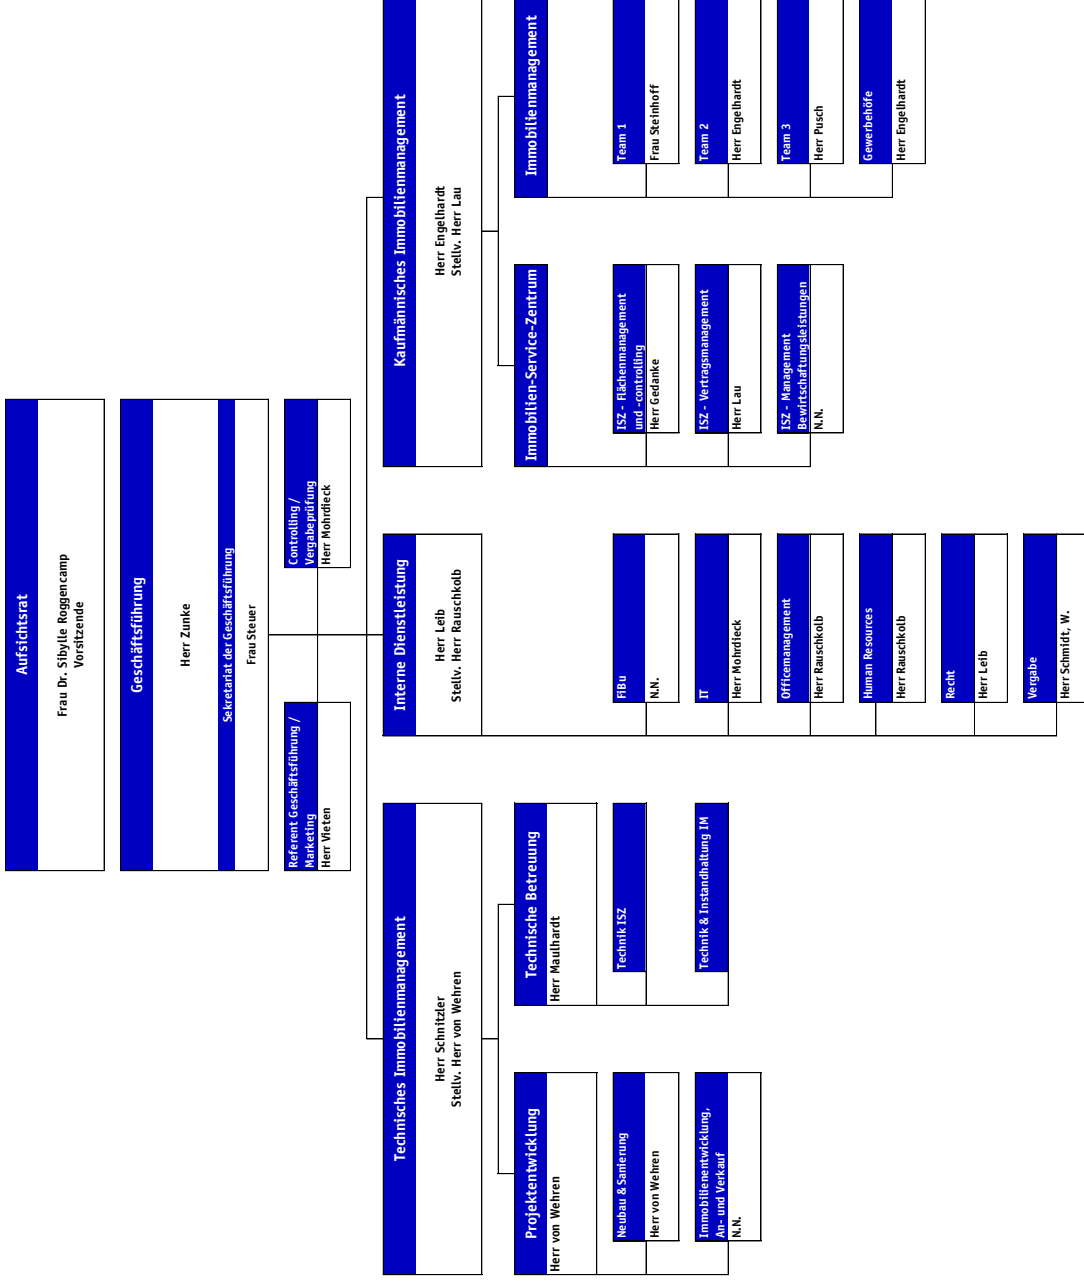 Aufsichtsrat
Frau Dr. Sibylle Roggencamp
Vorsitzende
Geschäftsführung
Herr Zunke
Sekretariat der Geschäftsführung
Frau Steuer
Referent Geschäftsführung /
Marketing
Herr Vieten
Controlling /
Vergabeprüfung
Herr Mohrdieck
Technisches Immobilienmanagement
Herr Schnitzler
Stellv. Herr von Wehren
Projektentwicklung
Herr von Wehren
Neubau & Sanierung
Herr von Wehren
Immobilienentwicklung,
An- und Verkauf
N.N.
Technische Betreuung
Herr Maulhardt
Technik ISZ
Technik & Instandhaltung IM
Interne Dienstleistung
Herr Leib
Stellv. Herr Rauschkolb
FiBu
N.N.
IT
Herr Mohrdieck
Officemanagement
Herr Rauschkolb
Human Resources
Herr Rauschkolb
Recht
Herr Leib
Vergabe
Herr Schmidt, W.
Kaufmännisches Immobilienmanagement
Herr Engelhardt
Stellv. Herr Lau
Immobilien-Service-Zentrum
ISZ - Flächenmanagement
und -controlling
Herr Gedanke
ISZ - Vertragsmanagement
Herr Lau
ISZ - Management
Bewirtschaftungsleistungen
N.N.
Immobilienmanagement
Team 1
Frau Steinhoff
Team 2
Herr Engelhardt
Team 3
Herr Pusch
Gewerbehöfe
Herr Engelhardt